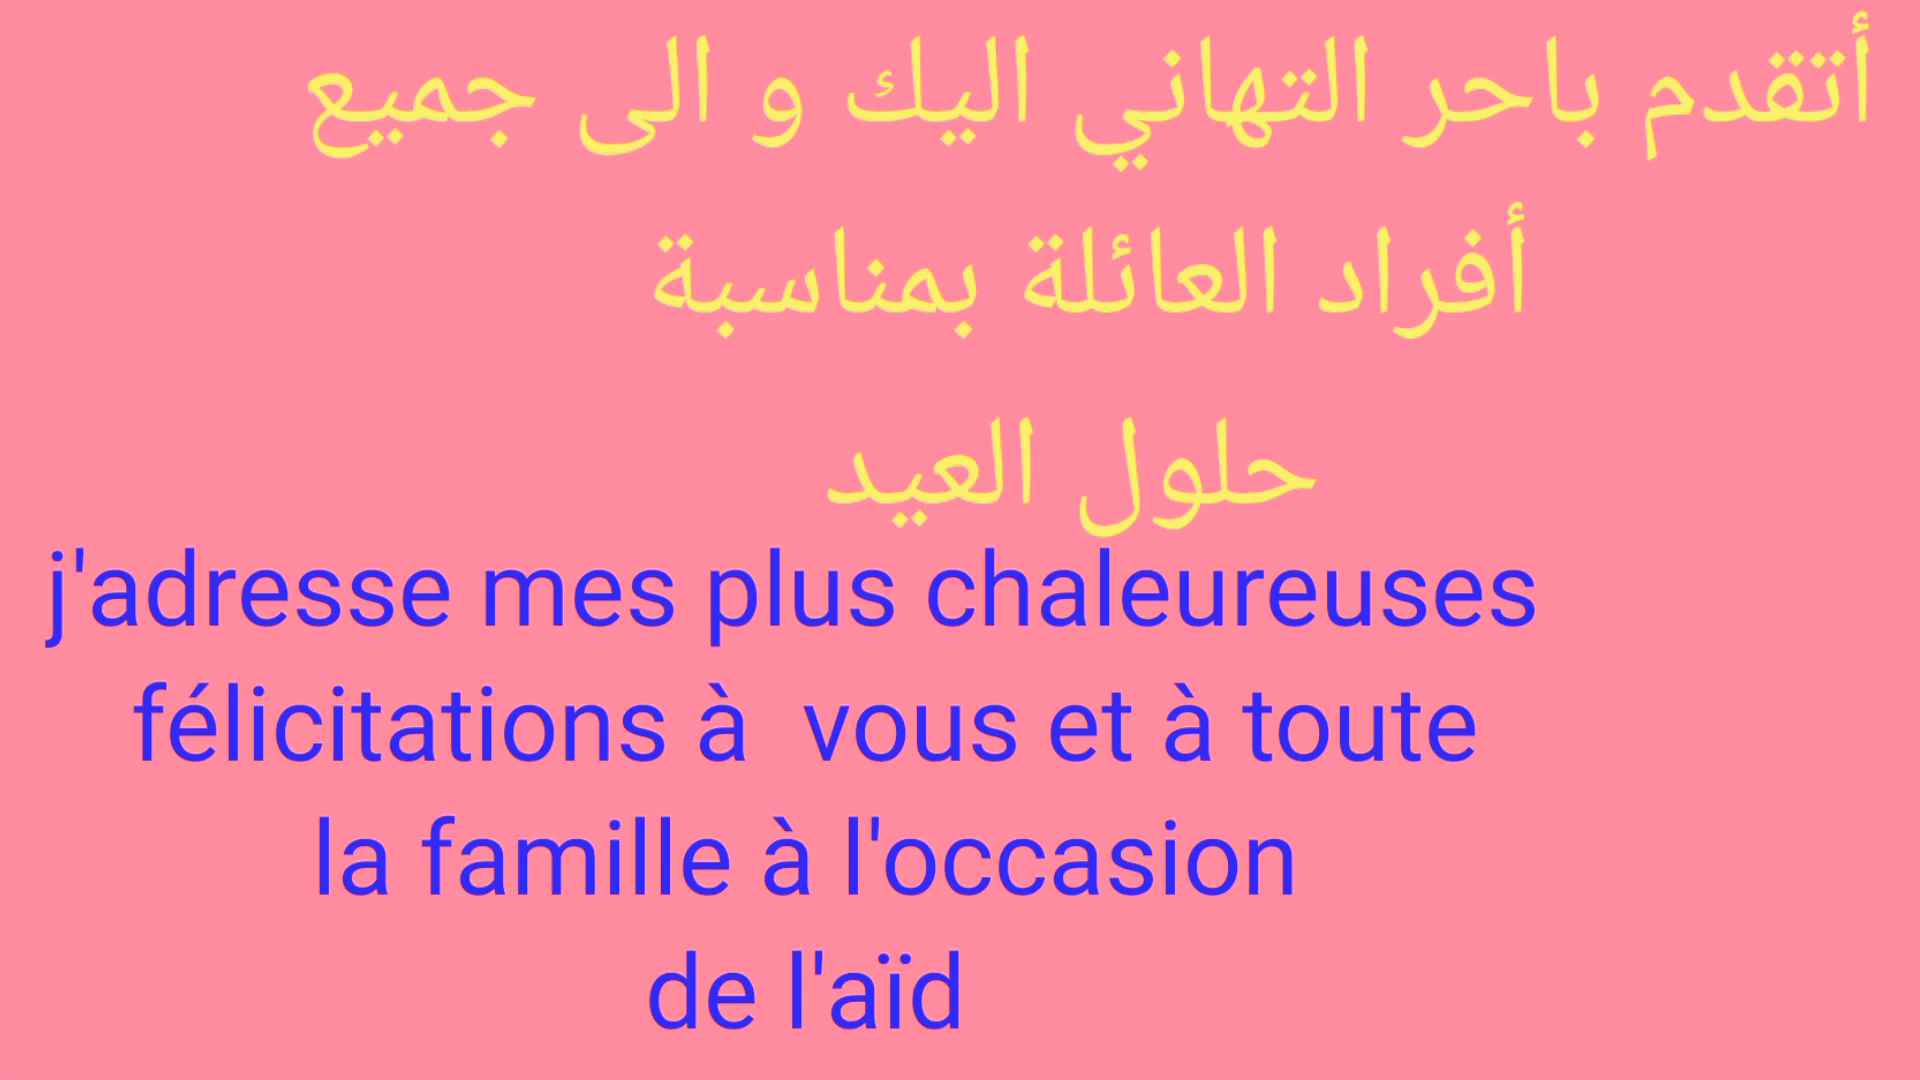 أتقدم باحر التهاني اليك و الى جميع
أفراد العائلة بمناسبة
حلول العيد
j'adresse mes plus chaleureuses
félicitations à  vous et à toute
la famille à l'occasion
de l'aïd